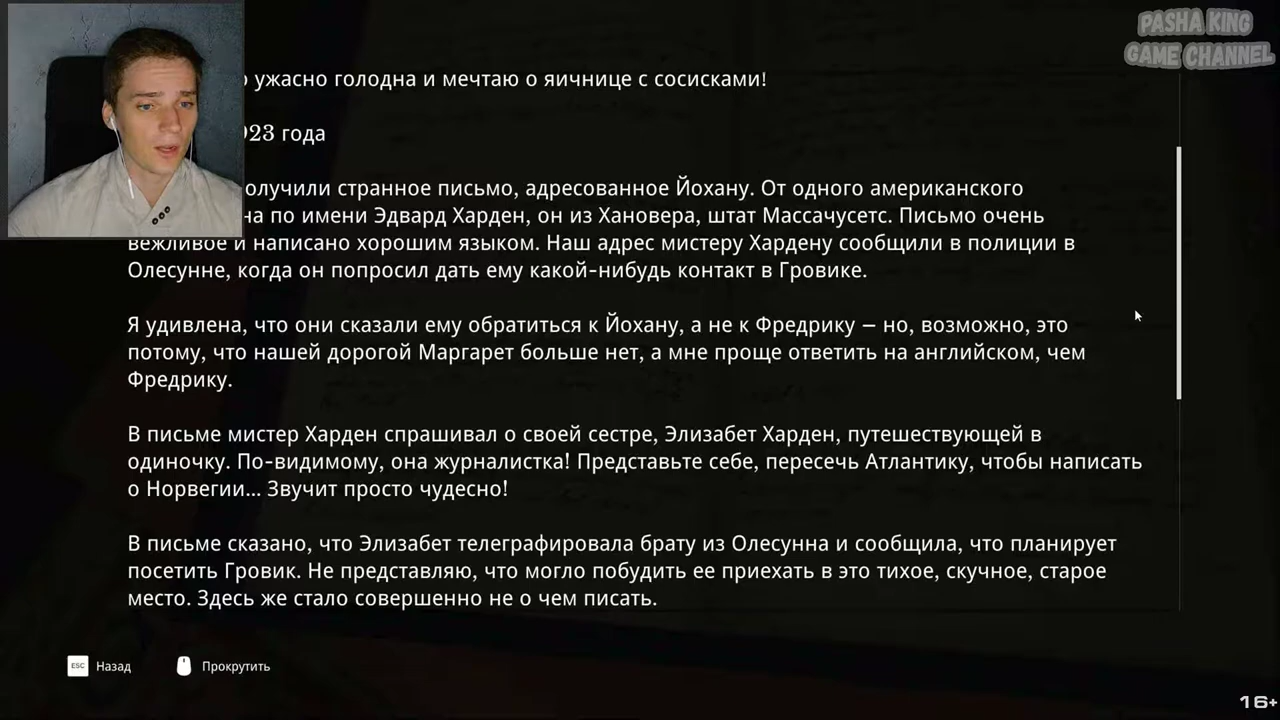 PASHA KING
GAME CHANNEL
ужасно голодна и мечтаю о яичнице с сосисками!
23 года
олучили странное письмо, адресованное Йохану. От одного американского
на по имени Эдвард Харден, он из Хановера, штат Массачусетс. Письмо очень
вежливое и написано хорошим языком. Наш адрес мистеру Хардену сообщили в полиции в
Олесунне, когда он попросил дать ему какой-нибудь контакт в Гровике.
Я удивлена, что они сказали ему обратиться к Йохану, а не к Фредрику – но, возможно, это
потому, что нашей дорогой Маргарет больше нет, а мне проще ответить на английском, чем
Фредрику.
В письме мистер Харден спрашивал о своей сестре, Элизабет Харден, путешествующей в
одиночку. По-видимому, она журналистка! Представьте себе, пересечь Атлантику, чтобы написать
о Норвегии... Звучит просто чудесно!
В письме сказано, что Элизабет телеграфировала брату из Олесунна и сообщила, что планирует
посетить Гровик. Не представляю, что могло побудить ее приехать в это тихое, скучное, старое
место. Здесь же стало совершенно не о чем писать.
ESC Назад Прокрутить
16+